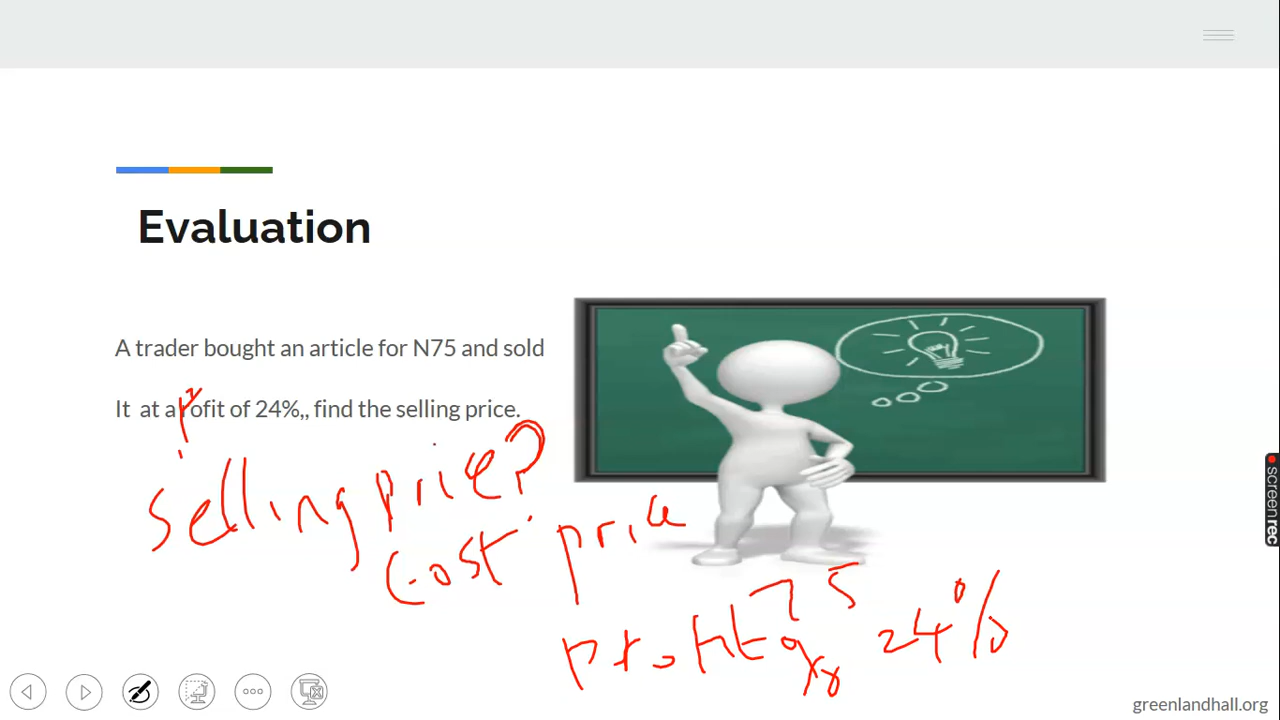 Evaluation
A trader bought an article for N75 and sold
It at a profit of 24%,, find the selling price.
Selling price?
Cost price
75
profit % 24%
screenrec
greenlandhall.org